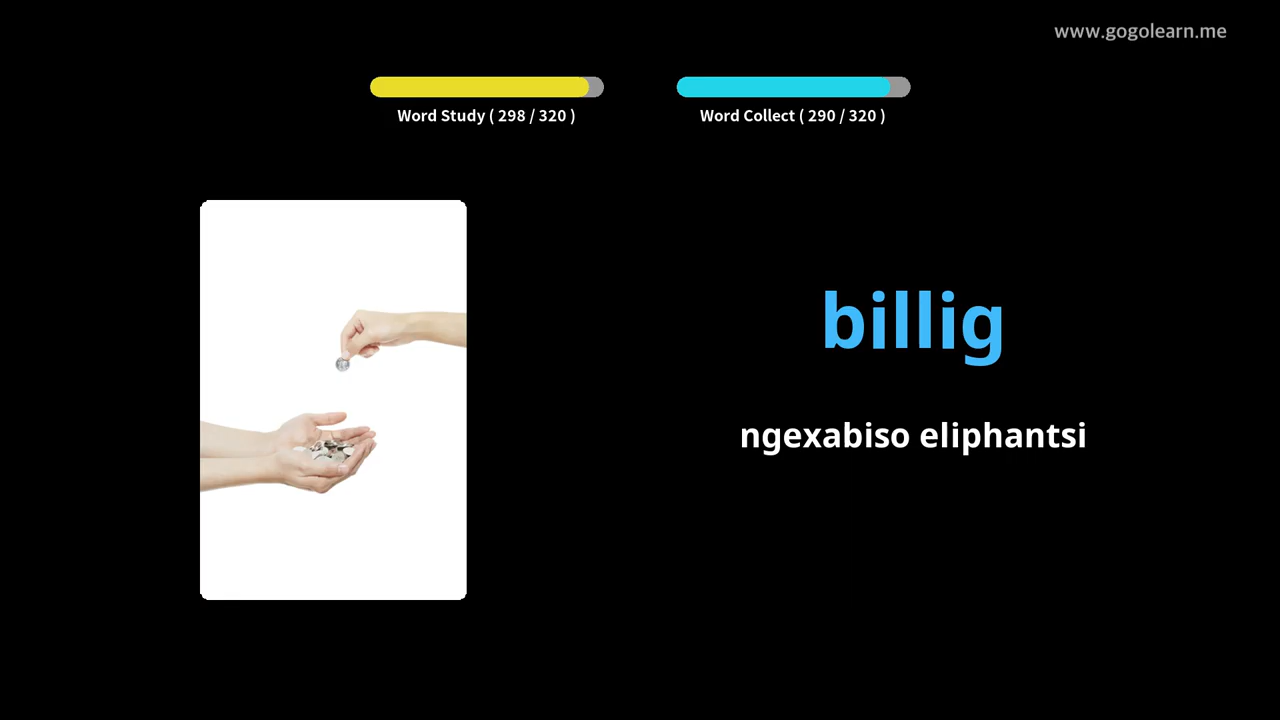 www.gogolearn.me
Word Study ( 298 / 320 )
Word Collect ( 290 / 320 )
billig
ngexabiso eliphantsi